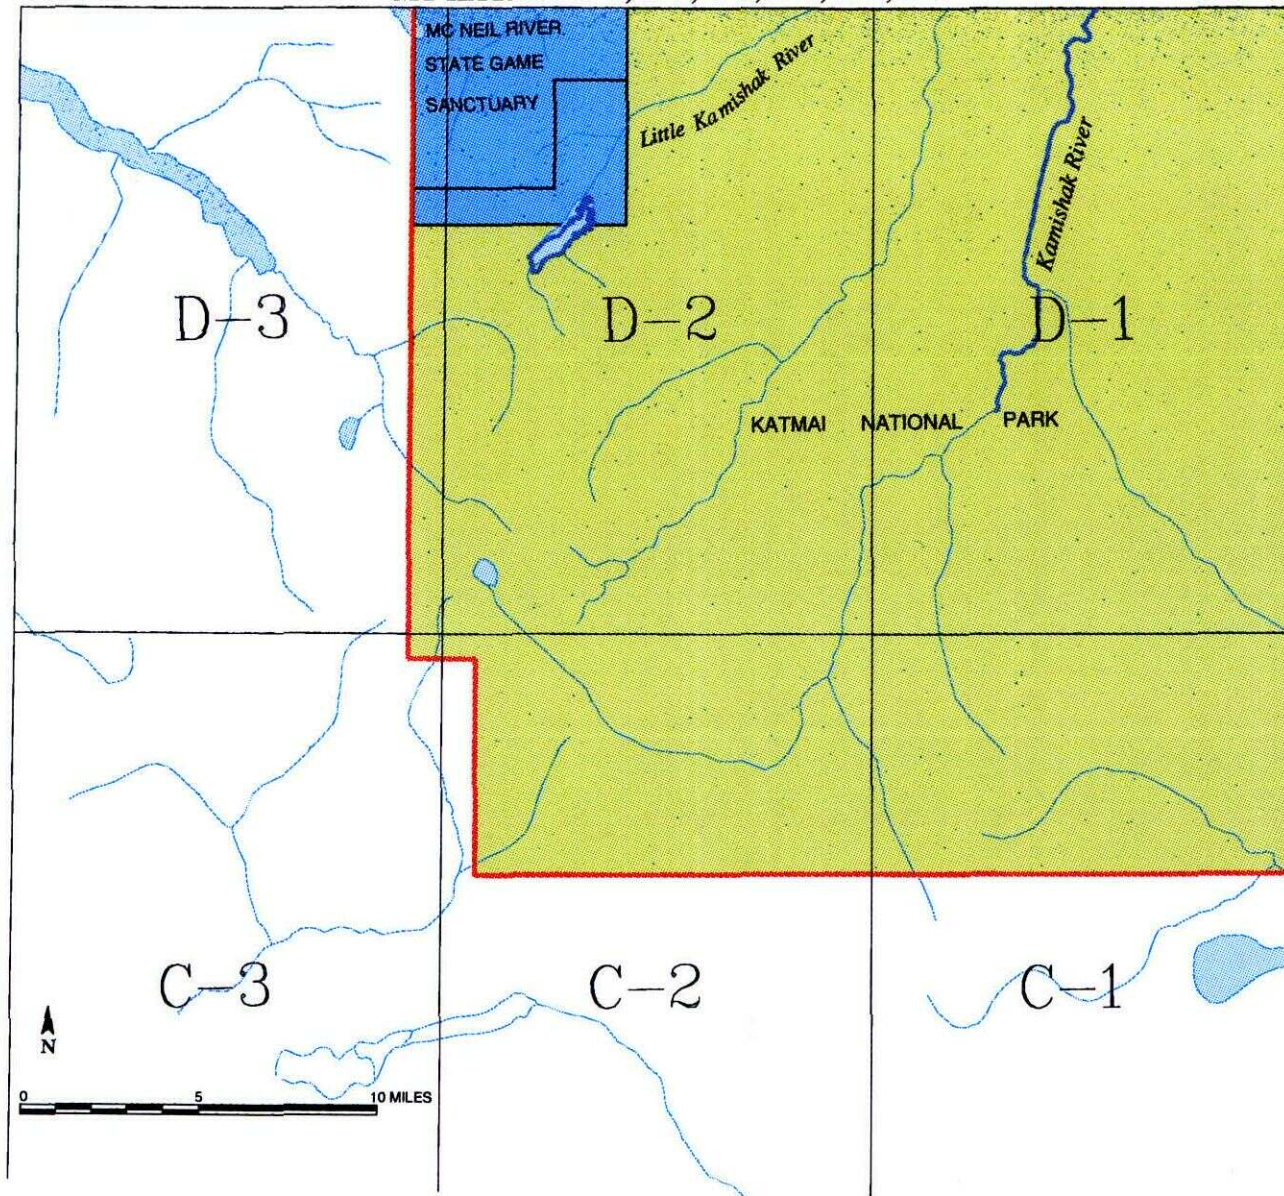 MC NEIL RIVER
STATE GAME
SANCTUARY
Little Kamishak River
Kamishak River
D-3
D-2
D-1
KATMAI NATIONAL PARK
C-3
C-2
C-1
N
0 5 10 MILES